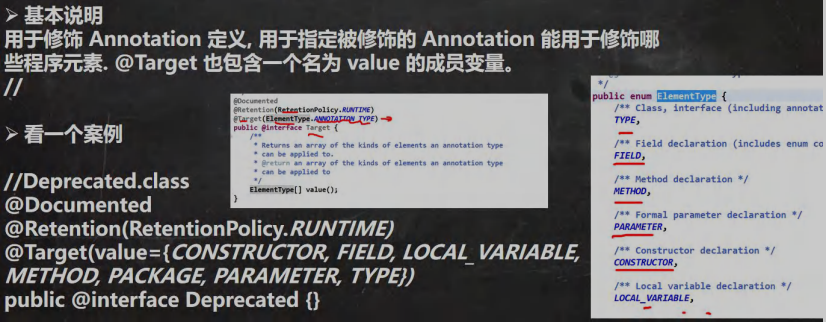 ➢ 基本说明
用于修饰 Annotation 定义, 用于指定被修饰的 Annotation 能用于修饰哪
些程序元素. @Target 也包含一个名为 value 的成员变量。
//
➢ 看一个案例
//Deprecated.class
@Documented
@Retention(RetentionPolicy.RUNTIME)
@Target(value={CONSTRUCTOR, FIELD, LOCAL_VARIABLE,
METHOD, PACKAGE, PARAMETER, TYPE})
public @interface Deprecated {}
@Documented
@Retention(RetentionPolicy.RUNTIME)
@Target(ElementType.ANNOTATION_TYPE)
public @interface Target {
/**
* Returns an array of the kinds of elements an annotation type
* can be applied to.
* @return an array of the kinds of elements an annotation type
* can be applied to
*/
ElementType[] value();
}
*/
public enum ElementType {
/** Class, interface (including annotat
TYPE,
/** Field declaration (includes enum co
FIELD,
/** Method declaration */
METHOD,
/** Formal parameter declaration */
PARAMETER,
/** Constructor declaration */
CONSTRUCTOR,
/** Local variable declaration */
LOCAL_VARIABLE,